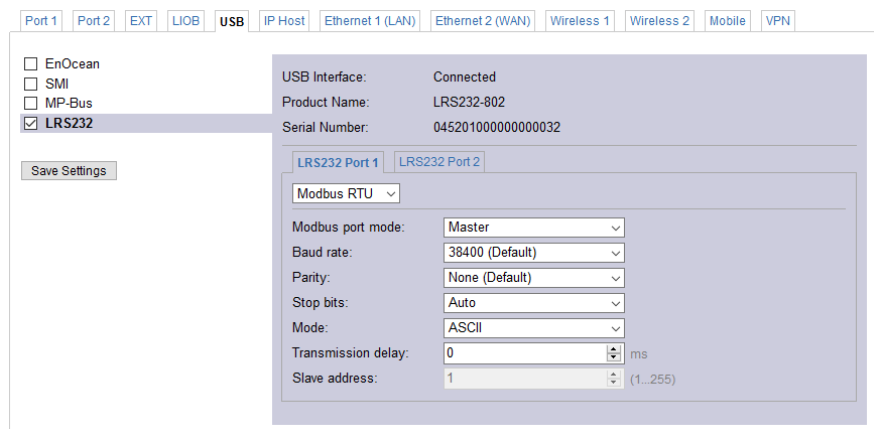 Port 1 Port 2 EXT LIOB USB IP Host Ethernet 1 (LAN) Ethernet 2 (WAN) Wireless 1 Wireless 2 Mobile VPN
EnOcean
SMI
MP-Bus
LRS232
Save Settings
USB Interface: Connected
Product Name: LRS232-802
Serial Number: 045201000000000032
LRS232 Port 1 LRS232 Port 2
Modbus RTU
Modbus port mode: Master
Baud rate: 38400 (Default)
Parity: None (Default)
Stop bits: Auto
Mode: ASCII
Transmission delay: 0 ms
Slave address: 1 (1...255)